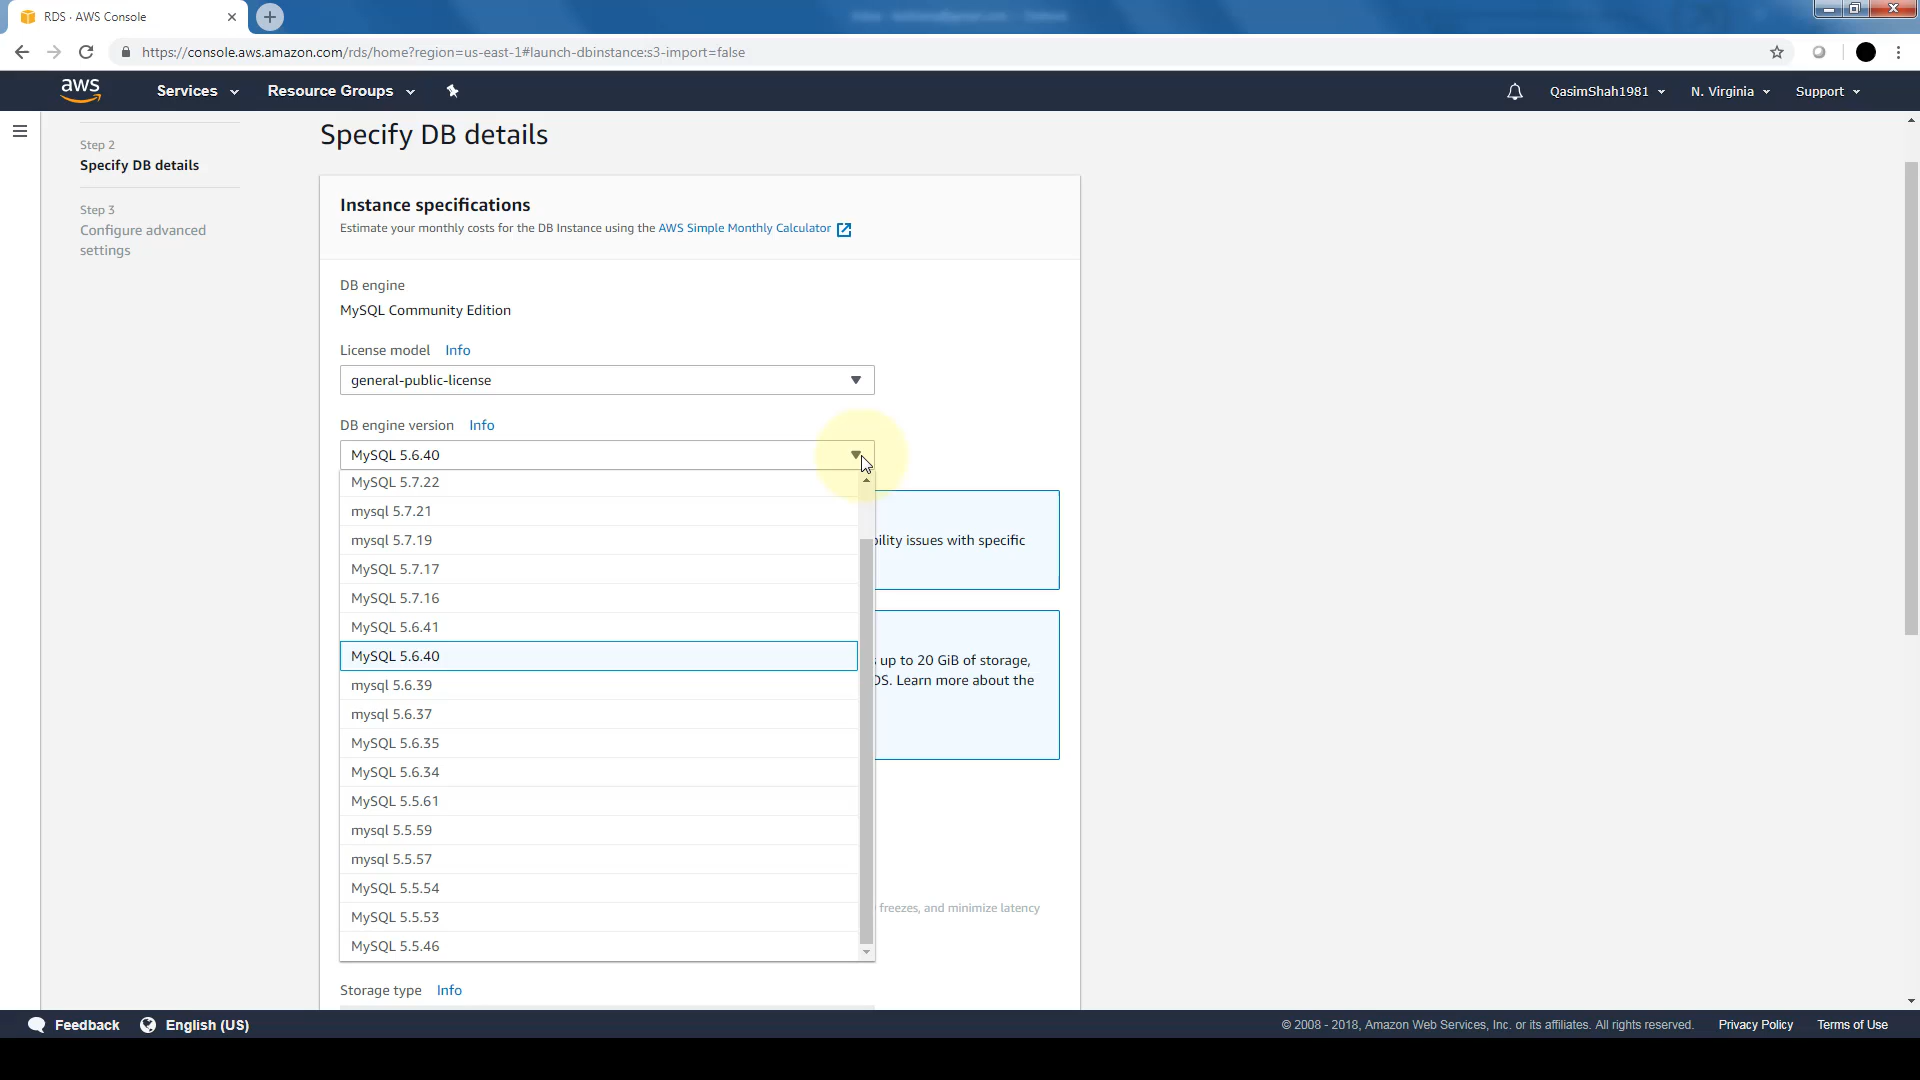 RDS · AWS Console
https://console.aws.amazon.com/rds/home?region=us-east-1#launch-dbinstance:s3-import=false
aws
Services
Resource Groups
QasimShah1981
N. Virginia
Support
Step 2
Specify DB details
Step 3
Configure advanced
settings
Specify DB details
Instance specifications
Estimate your monthly costs for the DB Instance using the AWS Simple Monthly Calculator
DB engine
MySQL Community Edition
License model Info
general-public-license
DB engine version Info
MySQL 5.6.40
MySQL 5.7.22
mysql 5.7.21
mysql 5.7.19
MySQL 5.7.17
MySQL 5.7.16
MySQL 5.6.41
MySQL 5.6.40
mysql 5.6.39
mysql 5.6.37
MySQL 5.6.35
MySQL 5.6.34
MySQL 5.5.61
mysql 5.5.59
mysql 5.5.57
MySQL 5.5.54
MySQL 5.5.53
MySQL 5.5.46
bility issues with specific
up to 20 GiB of storage,
DS. Learn more about the
freezes, and minimize latency
Storage type Info
Feedback
English (US)
© 2008 - 2018, Amazon Web Services, Inc. or its affiliates. All rights reserved.
Privacy Policy
Terms of Use